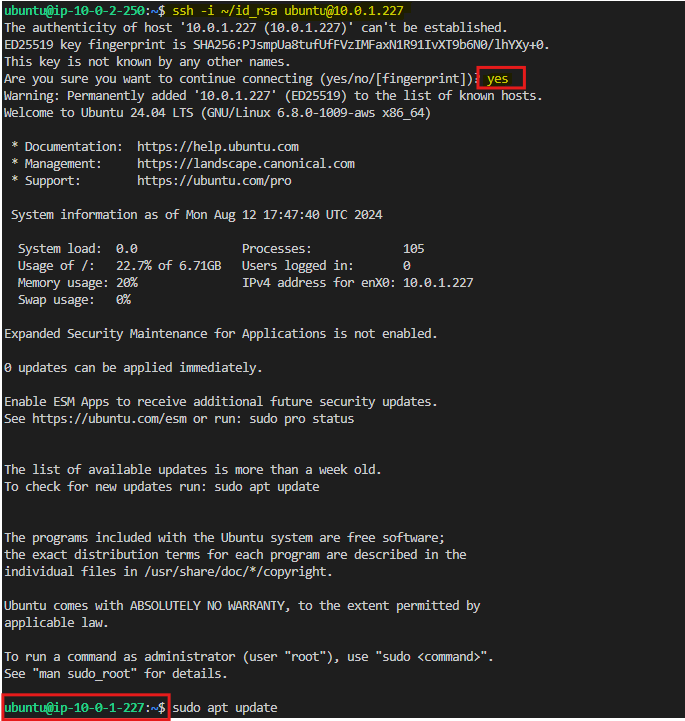 ubuntu@ip-10-0-2-250:~$ ssh -i ~/id_rsa ubuntu@10.0.1.227
The authenticity of host '10.0.1.227 (10.0.1.227)' can't be established.
ED25519 key fingerprint is SHA256:PJsmpUa8tufUfFVzIMFaxN1R91IvXT9b6N0/lhYXy+0.
This key is not known by any other names.
Are you sure you want to continue connecting (yes/no/[fingerprint])? yes
Warning: Permanently added '10.0.1.227' (ED25519) to the list of known hosts.
Welcome to Ubuntu 24.04 LTS (GNU/Linux 6.8.0-1009-aws x86_64)
* Documentation:  https://help.ubuntu.com
* Management:     https://landscape.canonical.com
* Support:        https://ubuntu.com/pro
System information as of Mon Aug 12 17:47:40 UTC 2024
System load:  0.0               Processes:             105
Usage of /:   22.7% of 6.71GB   Users logged in:       0
Memory usage: 20%               IPv4 address for enX0: 10.0.1.227
Swap usage:   0%
Expanded Security Maintenance for Applications is not enabled.
0 updates can be applied immediately.
Enable ESM Apps to receive additional future security updates.
See https://ubuntu.com/esm or run: sudo pro status
The list of available updates is more than a week old.
To check for new updates run: sudo apt update
The programs included with the Ubuntu system are free software;
the exact distribution terms for each program are described in the
individual files in /usr/share/doc/*/copyright.
Ubuntu comes with ABSOLUTELY NO WARRANTY, to the extent permitted by
applicable law.
To run a command as administrator (user "root"), use "sudo <command>".
See "man sudo_root" for details.
ubuntu@ip-10-0-1-227:~$ sudo apt update